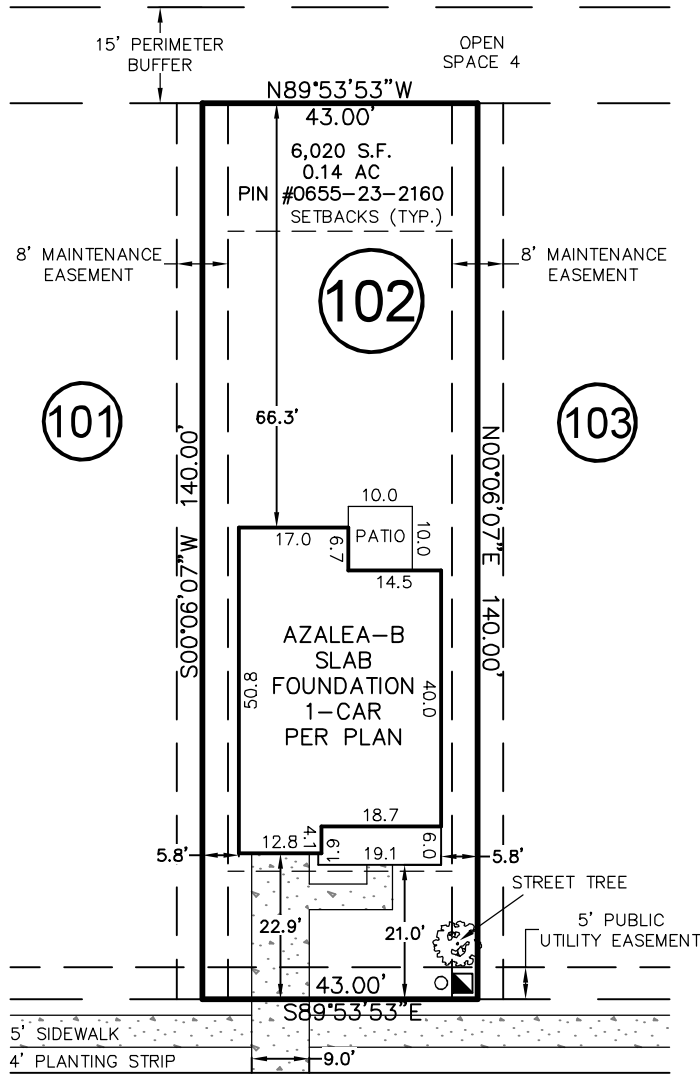 15' PERIMETER
BUFFER
OPEN
SPACE 4
N89°53'53"W
43.00'
6,020 S.F.
0.14 AC
PIN #0655-23-2160
SETBACKS (TYP.)
8' MAINTENANCE
EASEMENT
8' MAINTENANCE
EASEMENT
102
101
103
66.3'
S00°06'07"W 140.00'
N00°06'07"E 140.00'
10.0
PATIO
10.0
17.0
6.7
14.5
AZALEA-B
SLAB
FOUNDATION
1-CAR
PER PLAN
50.8
40.0
18.7
12.8
4.1
1.9
19.1
6.0
5.8'
5.8'
STREET TREE
22.9'
21.0'
5' PUBLIC
UTILITY EASEMENT
43.00'
S89°53'53"E
5' SIDEWALK
4' PLANTING STRIP
9.0'